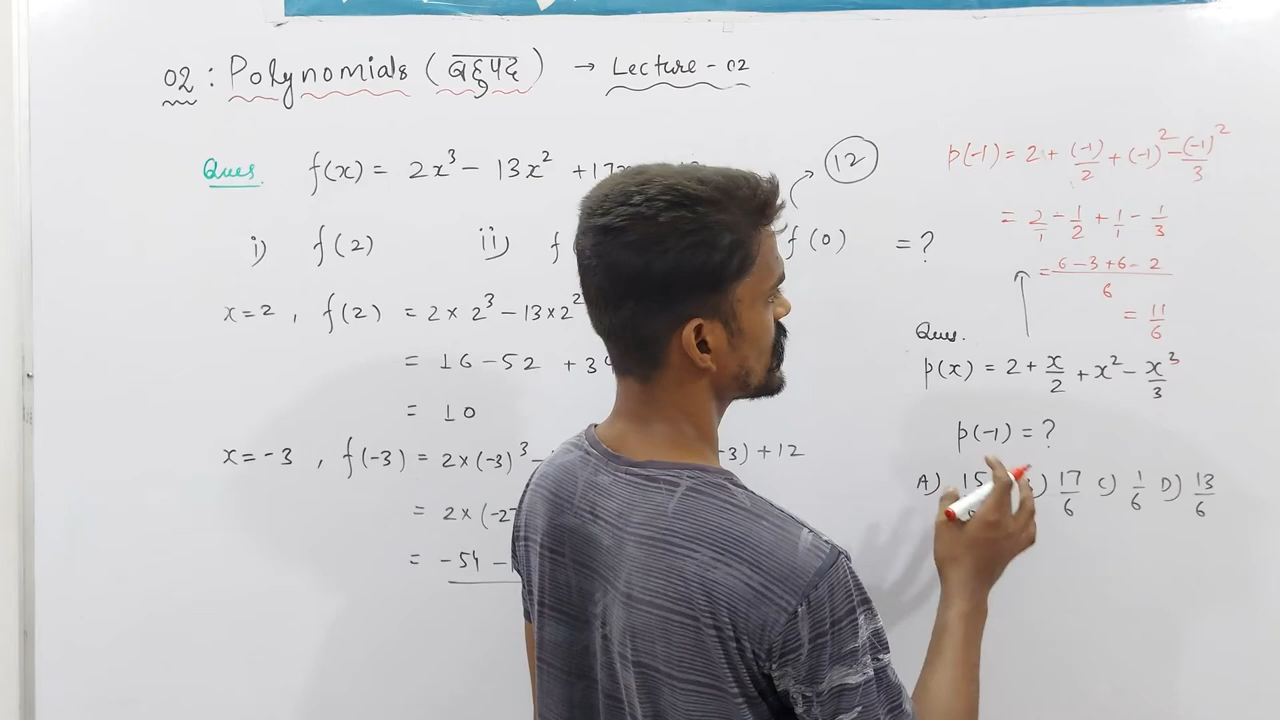 02 : Polynomials (बहुपद) → Lecture - 02
Ques. f(x) = 2x³ - 13x² + 17x
12
i) f(2) ii) f f(0) = ?
x = 2 , f(2) = 2 × 2³ - 13 × 2²
= 16 - 52 + 3
= 10
x = -3 , f(-3) = 2 × (-3)³ - -3) + 12
= 2 × (-27
= -54 -
p(-1) = 2 + (-1)/2 + (-1)² - (-1)²/3
= 2/1 - 1/2 + 1/1 - 1/3
= 6 - 3 + 6 - 2 / 6
= 11/6
Ques.
p(x) = 2 + x/2 + x² - x³/3
p(-1) = ?
A) 15 B) 17/6 C) 1/6 D) 13/6